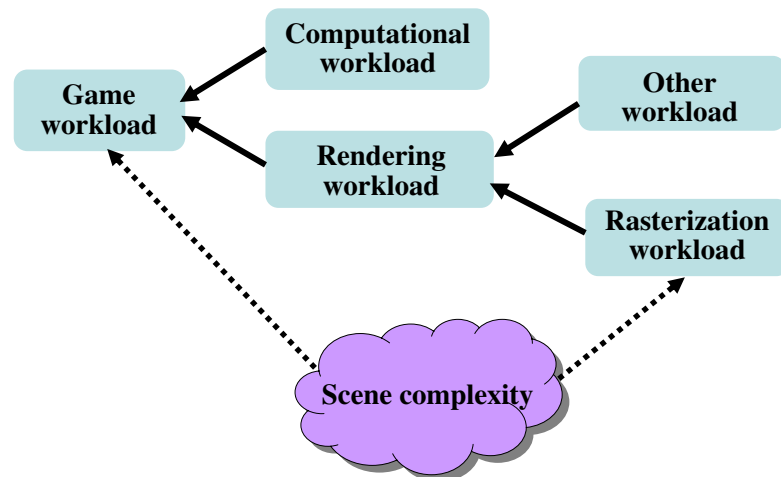 Computational
workload
Game
workload
Other
workload
Rendering
workload
Rasterization
workload
Scene complexity